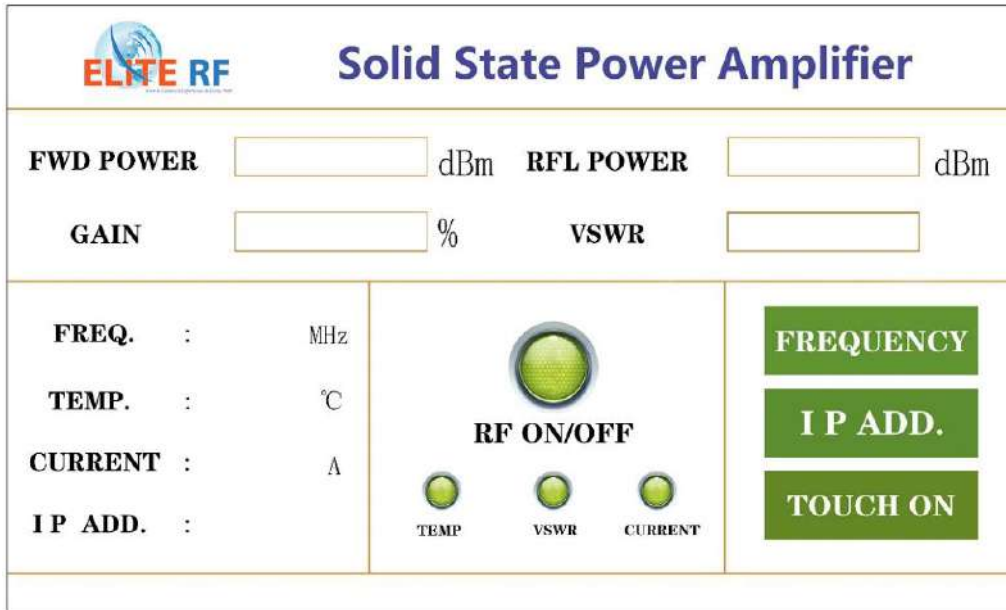 ELITE RF
Solid State Power Amplifier
FWD POWER dBm RFL POWER dBm
GAIN % VSWR
FREQ. : MHz
TEMP. : ℃
CURRENT : A
I P ADD. :
RF ON/OFF
TEMP VSWR CURRENT
FREQUENCY
I P ADD.
TOUCH ON